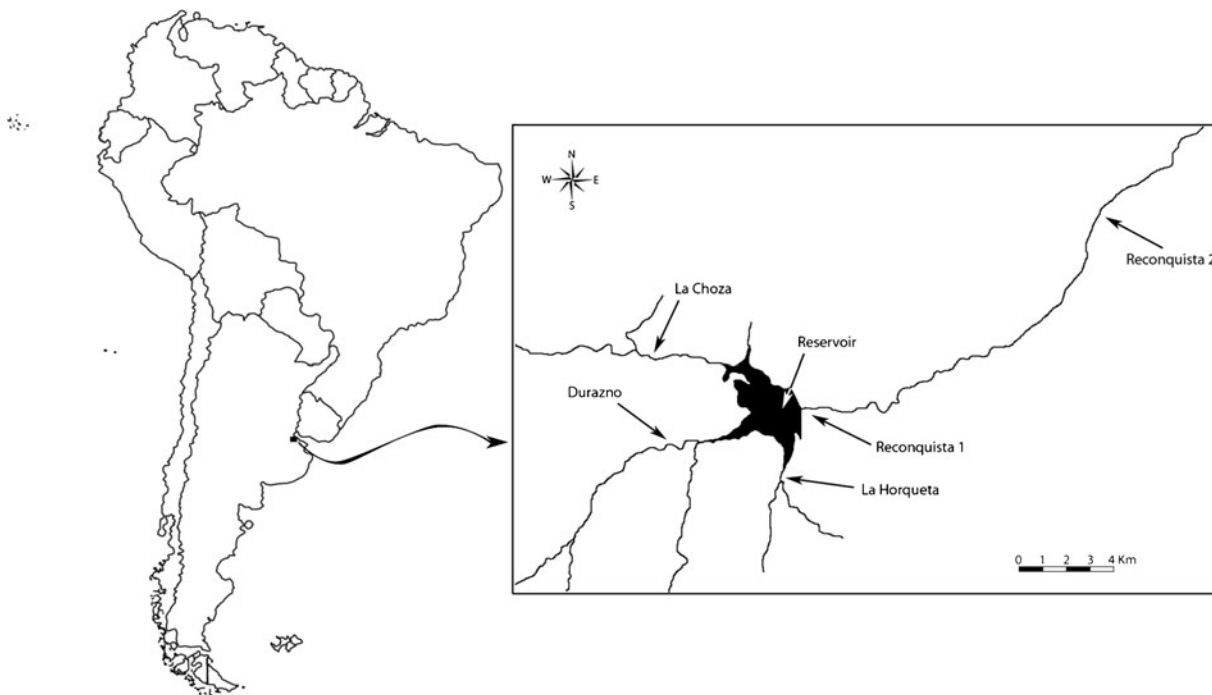 N
W E
S
Reconquista 2
La Choza
Reservoir
Durazno
Reconquista 1
La Horqueta
0 1 2 3 4 Km